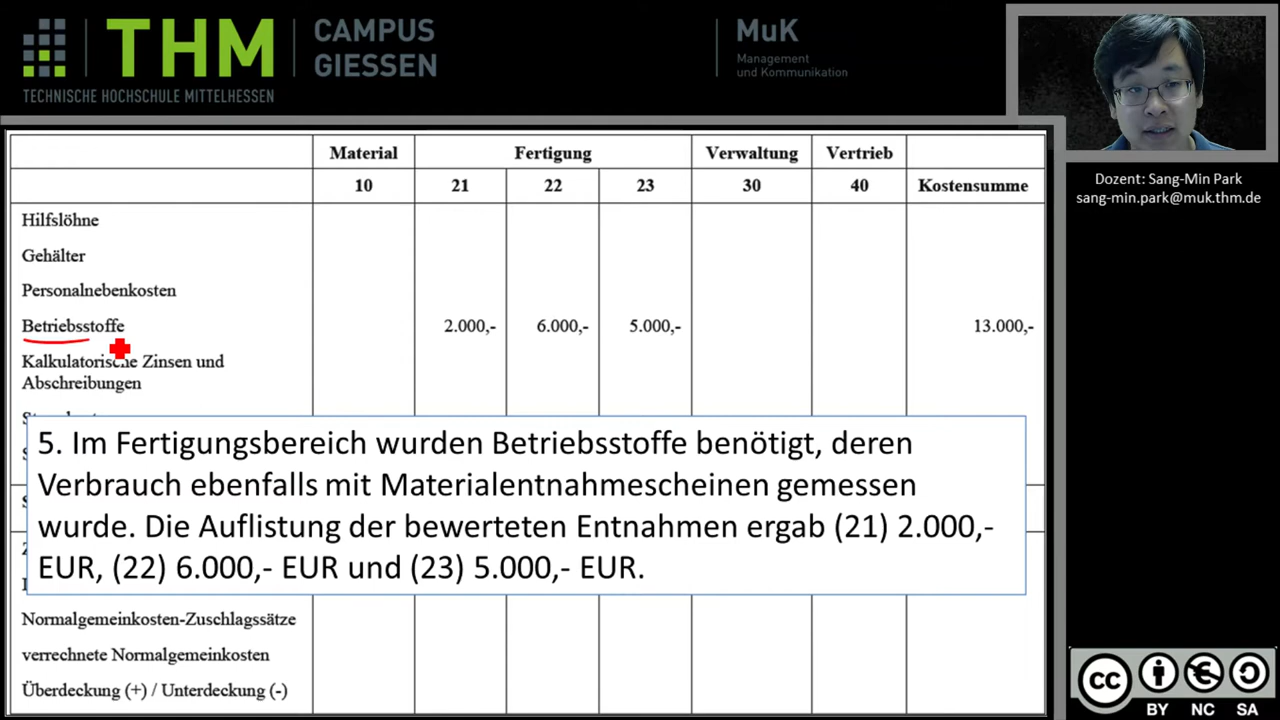 THM
CAMPUS
GIESSEN
TECHNISCHE HOCHSCHULE MITTELHESSEN
MuK
Management
und Kommunikation
Dozent: Sang-Min Park
sang-min.park@muk.thm.de
Material Fertigung Verwaltung Vertrieb
10 21 22 23 30 40 Kostensumme
Hilfslöhne
Gehälter
Personalnebenkosten
Betriebsstoffe 2.000,- 6.000,- 5.000,- 13.000,-
Kalkulatorische Zinsen und
Abschreibungen
5. Im Fertigungsbereich wurden Betriebsstoffe benötigt, deren
Verbrauch ebenfalls mit Materialentnahmescheinen gemessen
wurde. Die Auflistung der bewerteten Entnahmen ergab (21) 2.000,-
EUR, (22) 6.000,- EUR und (23) 5.000,- EUR.
Normalgemeinkosten-Zuschlagssätze
verrechnete Normalgemeinkosten
Überdeckung (+) / Unterdeckung (-)
cc
BY NC SA